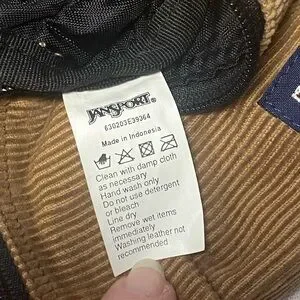 JANSPORT®
630203E39364
Made in Indonesia
Clean with damp cloth
as necessary
Hand wash only
Do not use detergent
or bleach
Line dry
Remove wet items
immediately
Washing leather not
recommended